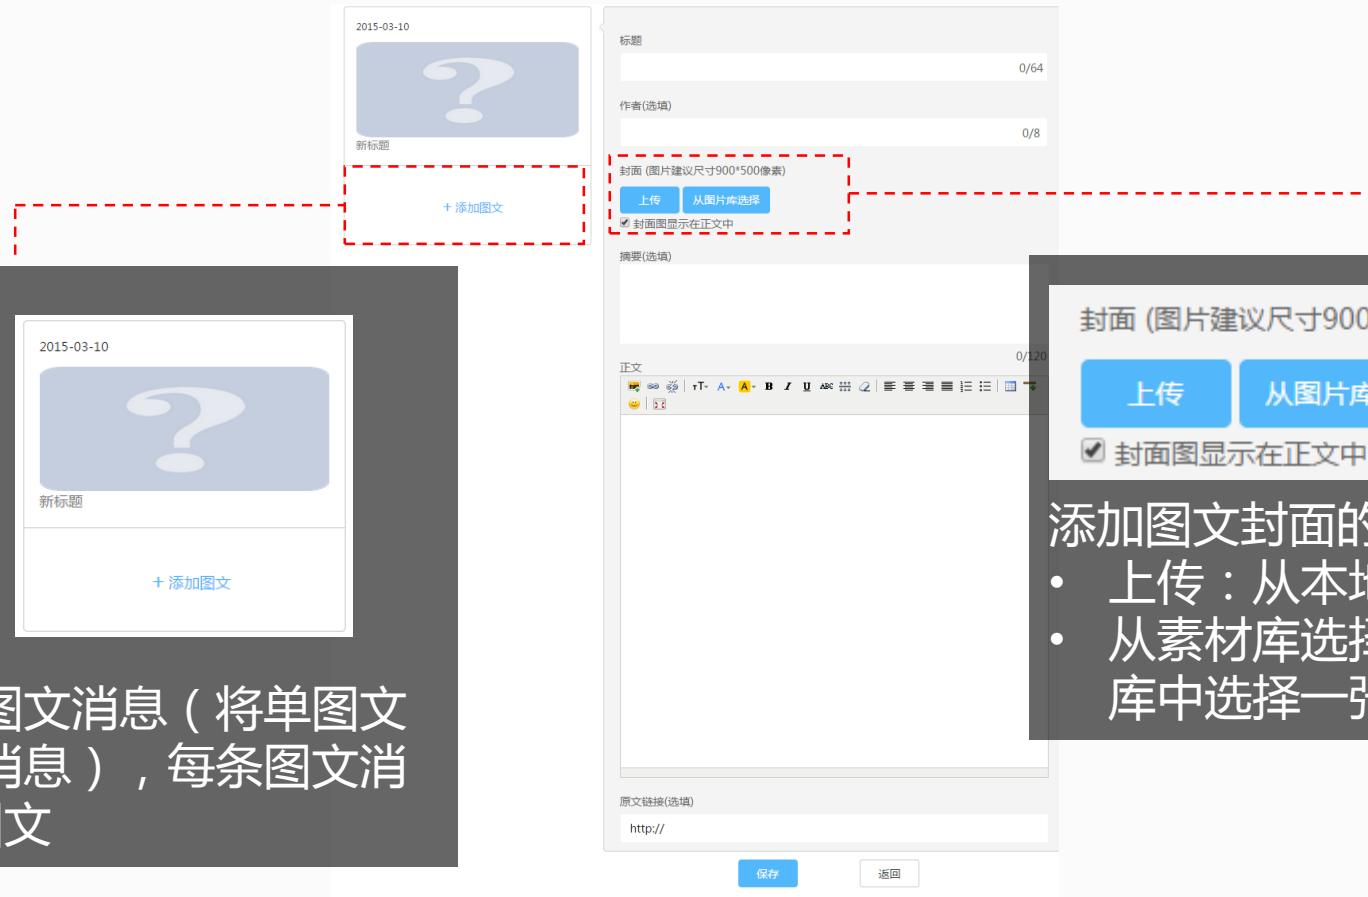 2015-03-10
新标题
+ 添加图文
标题
0/64
作者(选填)
0/8
封面 (图片建议尺寸900*500像素)
上传 从图片库选择
封面图显示在正文中
摘要(选填)
0/120
正文
原文链接(选填)
http://
保存 返回
2015-03-10
新标题
+ 添加图文
图文消息（将单图文
消息），每条图文消
图文
封面 (图片建议尺寸900
上传 从图片库
封面图显示在正文中
添加图文封面的
• 上传：从本地
• 从素材库选择
库中选择一张